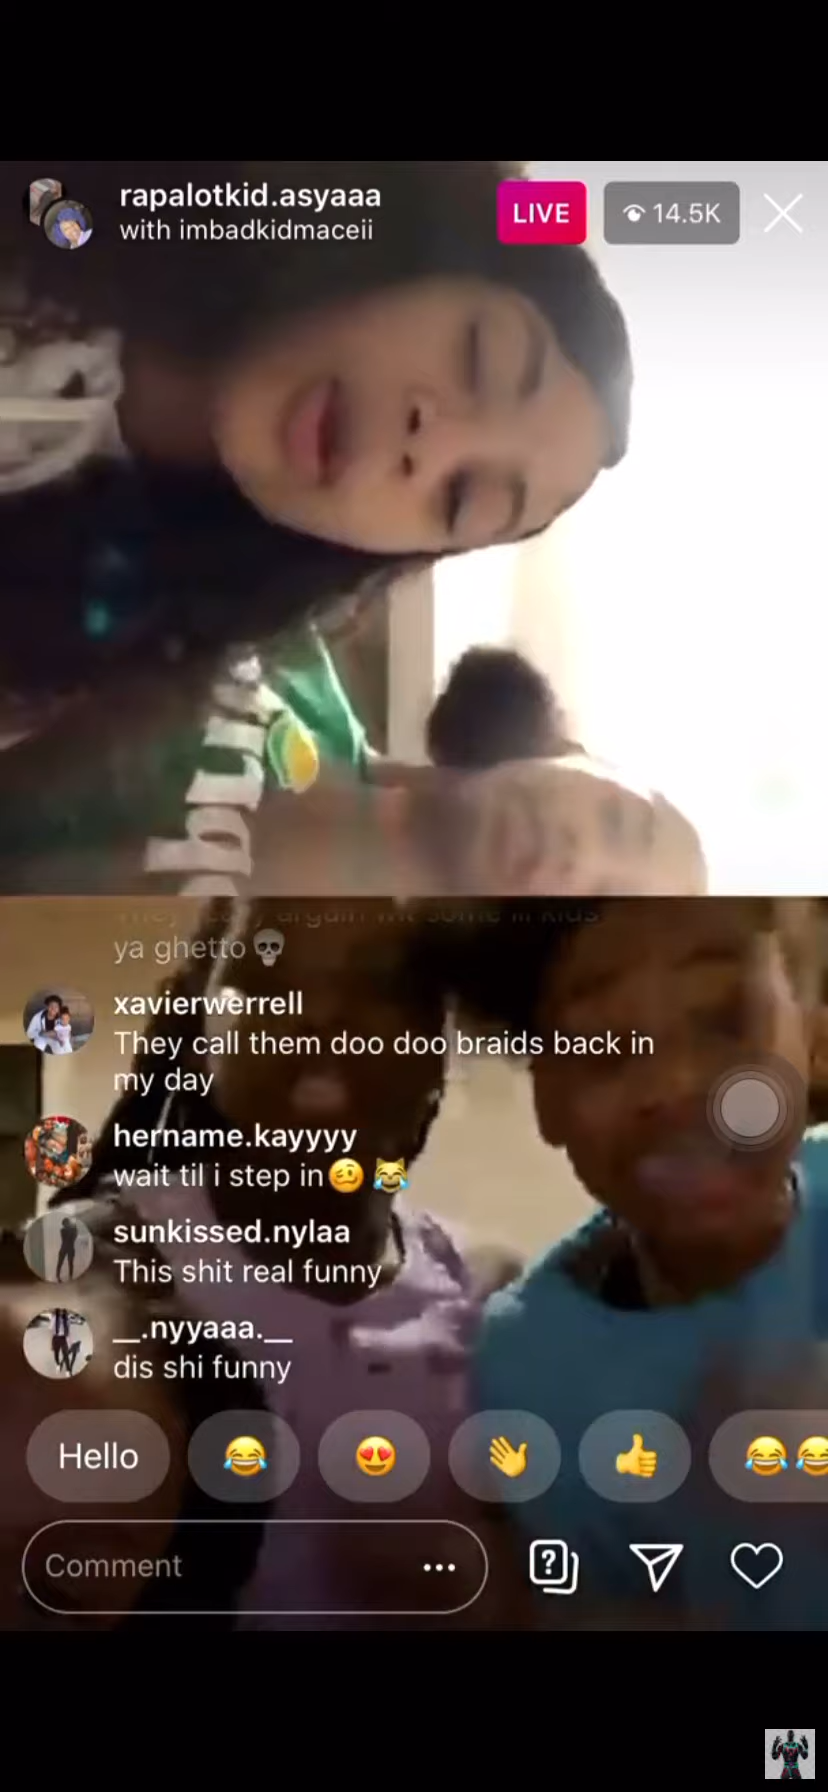 rapalotkid.asyaaa
with imbadkidmaceii
LIVE
14.5K
ya ghetto💀
xavierwerrell
They call them doo doo braids back in
my day
hername.kayyyy
wait til i step in🥴😹
sunkissed.nylaa
This shit real funny
__.nyyaaa.__
dis shi funny
Hello
Comment